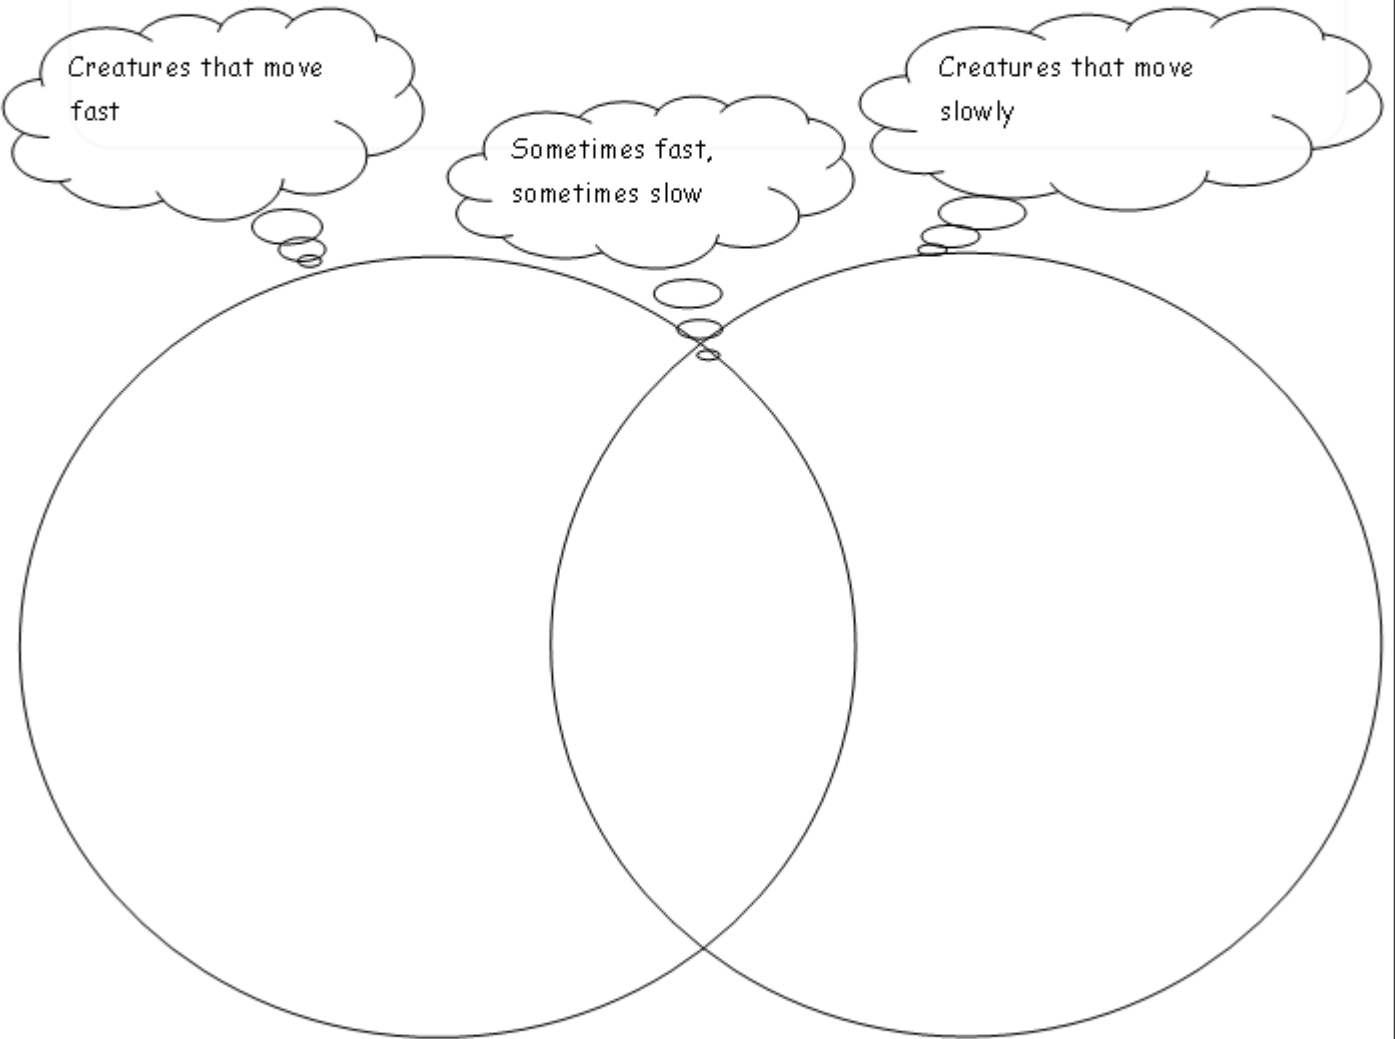 Creatures that move
fast
Sometimes fast,
sometimes slow
Creatures that move
slowly